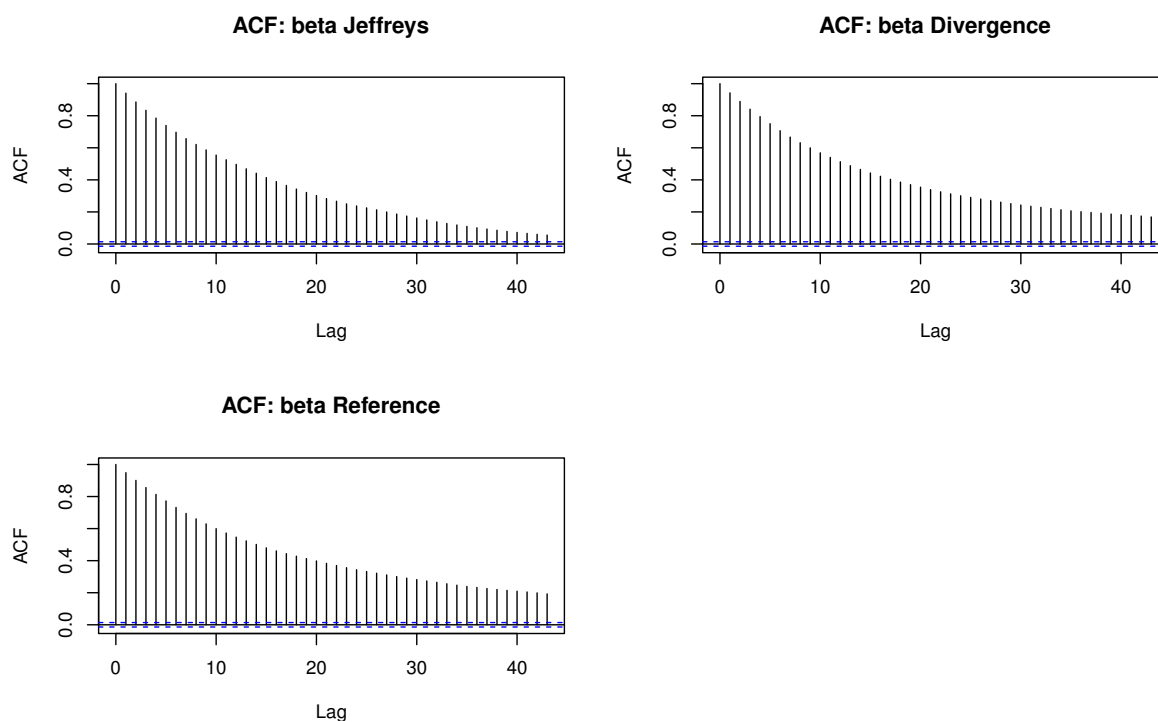 ACF: beta Jeffreys
ACF
0.0 0.4 0.8
0 10 20 30 40
Lag
ACF: beta Divergence
ACF
0.0 0.4 0.8
0 10 20 30 40
Lag
ACF: beta Reference
ACF
0.0 0.4 0.8
0 10 20 30 40
Lag